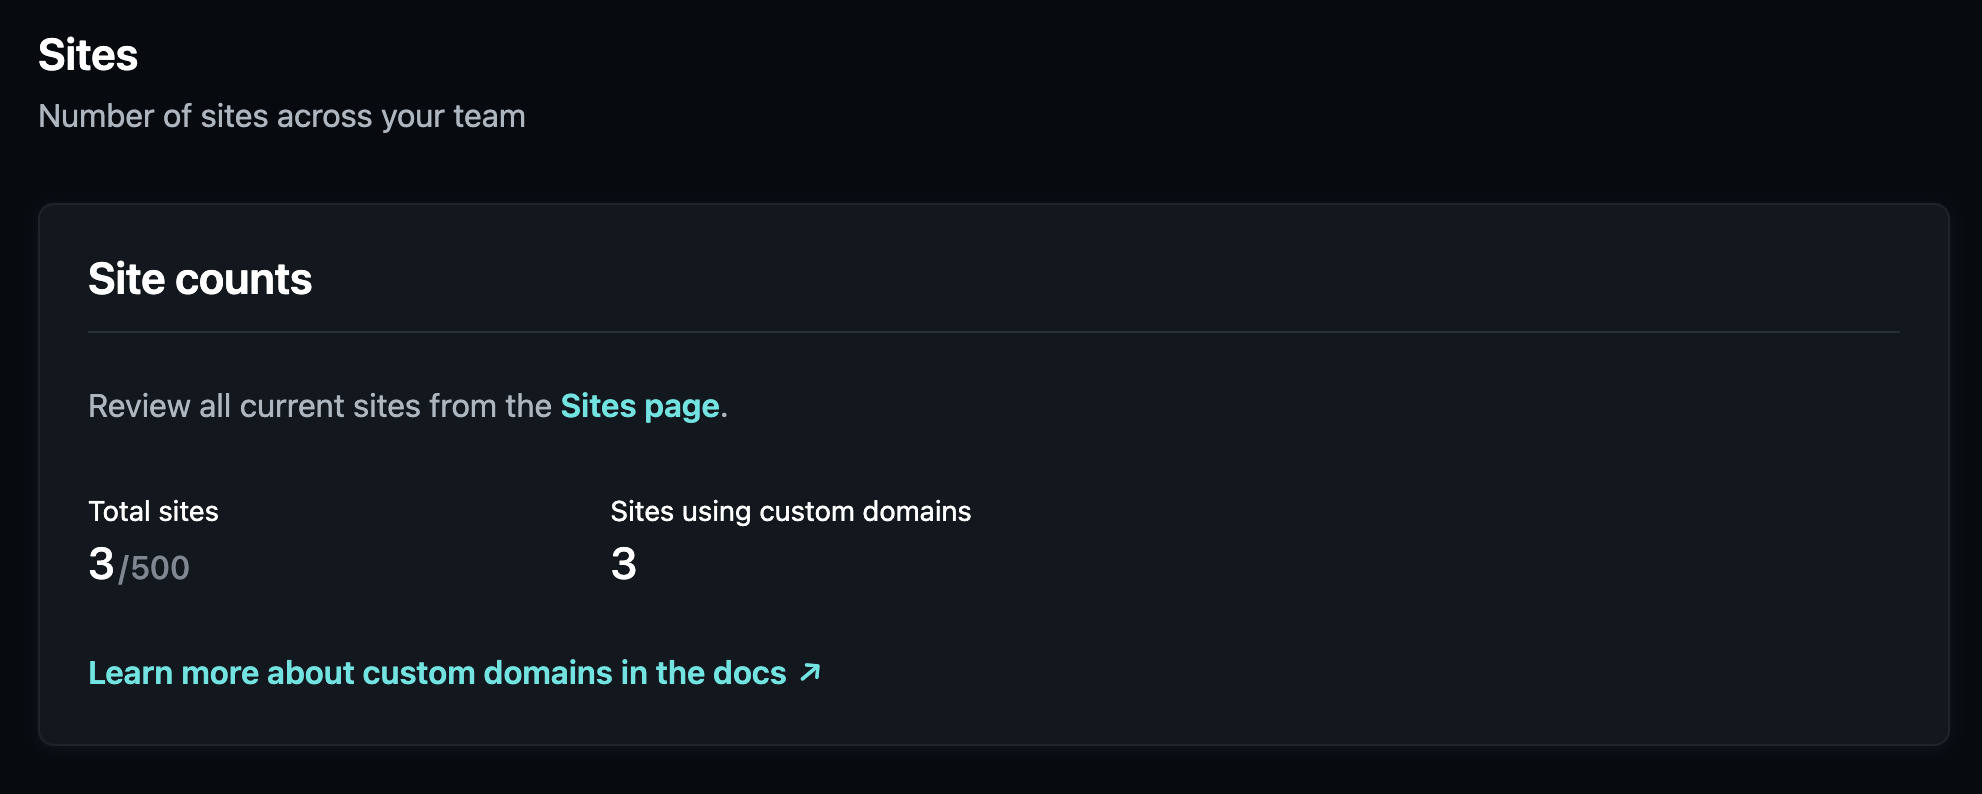 Sites
Number of sites across your team
Site counts
Review all current sites from the Sites page.
Total sites
3/500
Sites using custom domains
3
Learn more about custom domains in the docs ↗